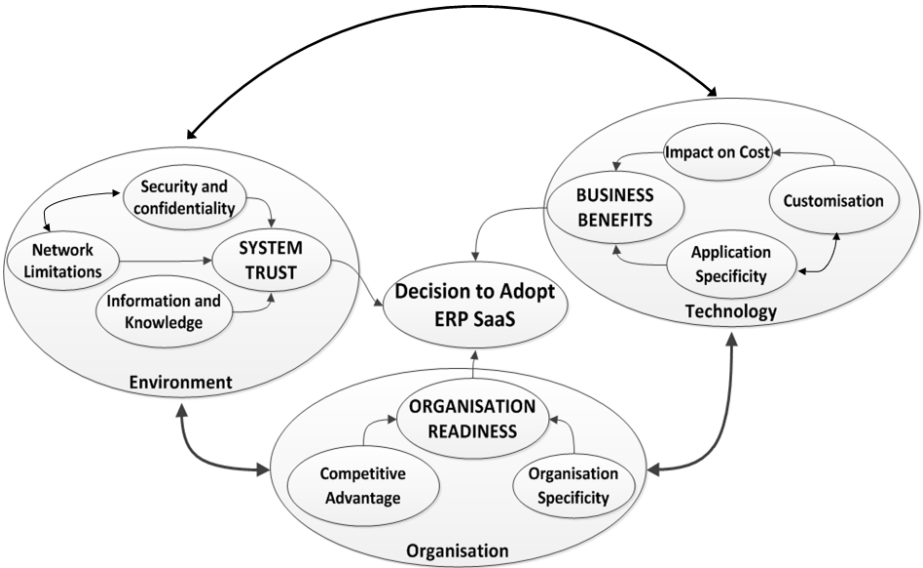 Security and
confidentiality
Network
Limitations
SYSTEM
TRUST
Information and
Knowledge
Environment
Impact on Cost
BUSINESS
BENEFITS
Customisation
Application
Specificity
Technology
Decision to Adopt
ERP SaaS
ORGANISATION
READINESS
Competitive
Advantage
Organisation
Specificity
Organisation